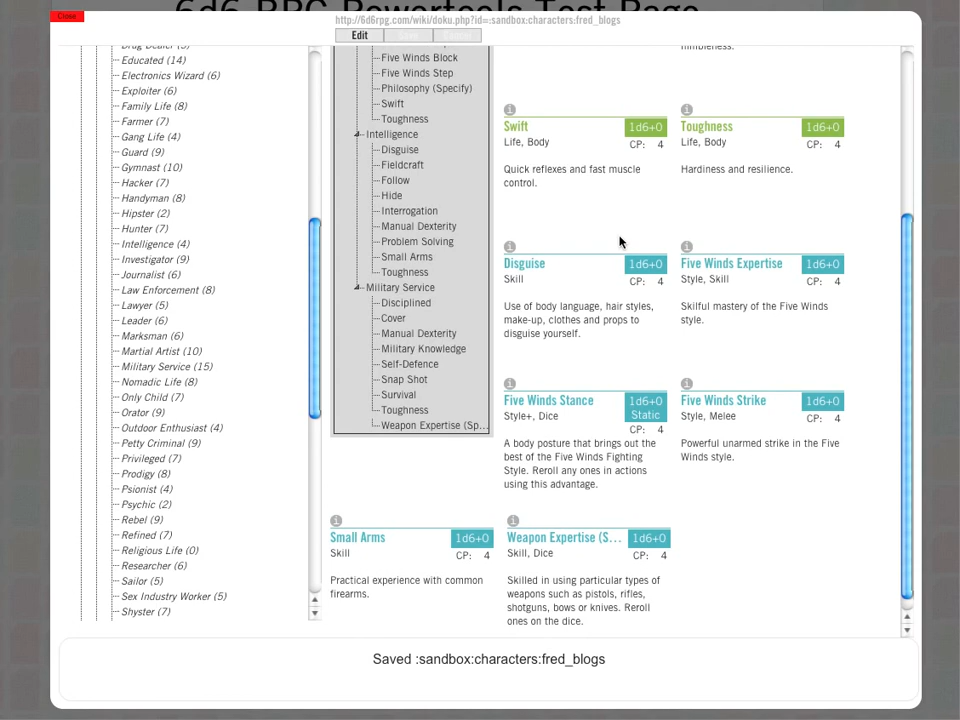 6d6 RPG Powertools Test Page
Close
http://6d6rpg.com/wiki/doku.php?id=:sandbox:characters:fred_blogs
Edit
Save
Drug Dealer (5)
Educated (14)
Electronics Wizard (6)
Exploiter (6)
Family Life (8)
Farmer (7)
Gang Life (4)
Guard (9)
Gymnast (10)
Hacker (7)
Handyman (8)
Hipster (2)
Hunter (7)
Intelligence (4)
Investigator (9)
Journalist (6)
Law Enforcement (8)
Lawyer (5)
Leader (6)
Marksman (6)
Martial Artist (10)
Military Service (15)
Nomadic Life (8)
Only Child (7)
Orator (9)
Outdoor Enthusiast (4)
Petty Criminal (9)
Privileged (7)
Prodigy (8)
Psionist (4)
Psychic (2)
Rebel (9)
Refined (7)
Religious Life (0)
Researcher (6)
Sailor (5)
Sex Industry Worker (5)
Shyster (7)
Five Winds Block
Five Winds Step
Philosophy (Specify)
Swift
Toughness
Intelligence
Disguise
Fieldcraft
Follow
Hide
Interrogation
Manual Dexterity
Problem Solving
Small Arms
Toughness
Military Service
Disciplined
Cover
Manual Dexterity
Military Knowledge
Self-Defence
Snap Shot
Survival
Toughness
Weapon Expertise (Sp...
nimbleness.
Swift 1d6+0
Life, Body CP: 4
Quick reflexes and fast muscle
control.
Toughness 1d6+0
Life, Body CP: 4
Hardiness and resilience.
Disguise 1d6+0
Skill CP: 4
Use of body language, hair styles,
make-up, clothes and props to
disguise yourself.
Five Winds Expertise 1d6+0
Style, Skill CP: 4
Skilful mastery of the Five Winds
style.
Five Winds Stance 1d6+0
Style+, Dice Static
CP: 4
A body posture that brings out the
best of the Five Winds Fighting
Style. Reroll any ones in actions
using this advantage.
Five Winds Strike 1d6+0
Style, Melee CP: 4
Powerful unarmed strike in the Five
Winds style.
Small Arms 1d6+0
Skill CP: 4
Practical experience with common
firearms.
Weapon Expertise (S... 1d6+0
Skill, Dice CP: 4
Skilled in using particular types of
weapons such as pistols, rifles,
shotguns, bows or knives. Reroll
ones on the dice.
Saved :sandbox:characters:fred_blogs